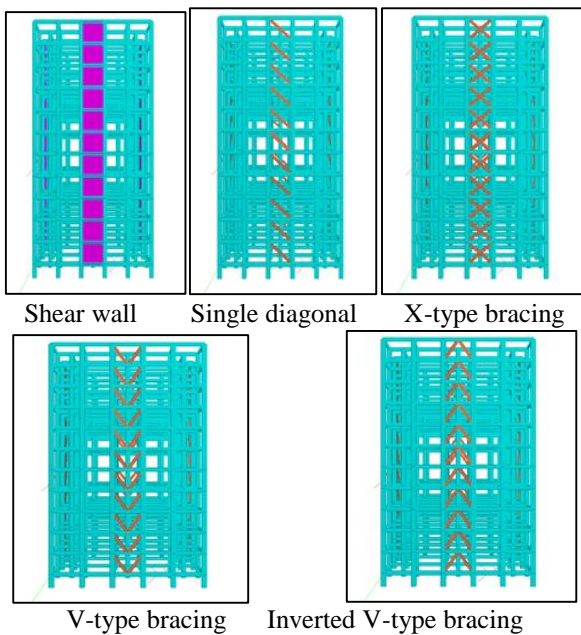 Shear wall
Single diagonal
X-type bracing
V-type bracing
Inverted V-type bracing